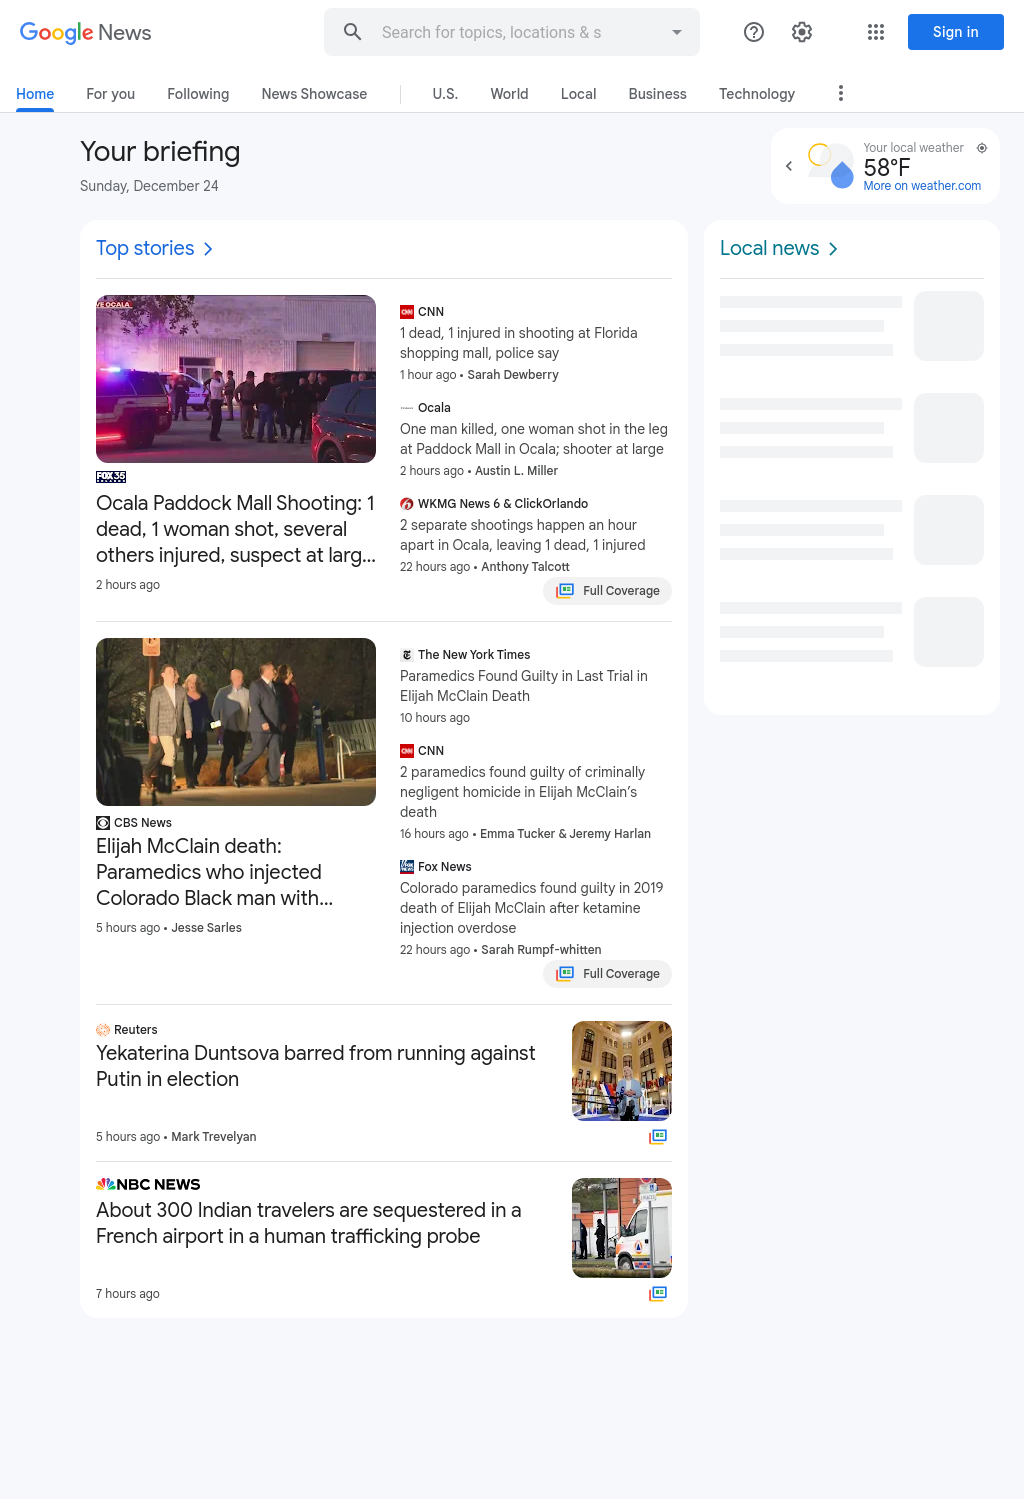 Google News
Search for topics, locations & s
Sign in
Home
For you
Following
News Showcase
U.S.
World
Local
Business
Technology
Your briefing
Sunday, December 24
Your local weather
58°F
More on weather.com
Top stories
VE OCALA
FOX 35
Ocala Paddock Mall Shooting: 1
dead, 1 woman shot, several
others injured, suspect at larg...
2 hours ago
CNN
1 dead, 1 injured in shooting at Florida
shopping mall, police say
1 hour ago • Sarah Dewberry
Ocala
One man killed, one woman shot in the leg
at Paddock Mall in Ocala; shooter at large
2 hours ago • Austin L. Miller
WKMG News 6 & ClickOrlando
2 separate shootings happen an hour
apart in Ocala, leaving 1 dead, 1 injured
22 hours ago • Anthony Talcott
Full Coverage
CBS News
Elijah McClain death:
Paramedics who injected
Colorado Black man with...
5 hours ago • Jesse Sarles
The New York Times
Paramedics Found Guilty in Last Trial in
Elijah McClain Death
10 hours ago
CNN
2 paramedics found guilty of criminally
negligent homicide in Elijah McClain's
death
16 hours ago • Emma Tucker & Jeremy Harlan
Fox News
Colorado paramedics found guilty in 2019
death of Elijah McClain after ketamine
injection overdose
22 hours ago • Sarah Rumpf-whitten
Full Coverage
Reuters
Yekaterina Duntsova barred from running against
Putin in election
5 hours ago • Mark Trevelyan
NBC NEWS
About 300 Indian travelers are sequestered in a
French airport in a human trafficking probe
7 hours ago
Local news